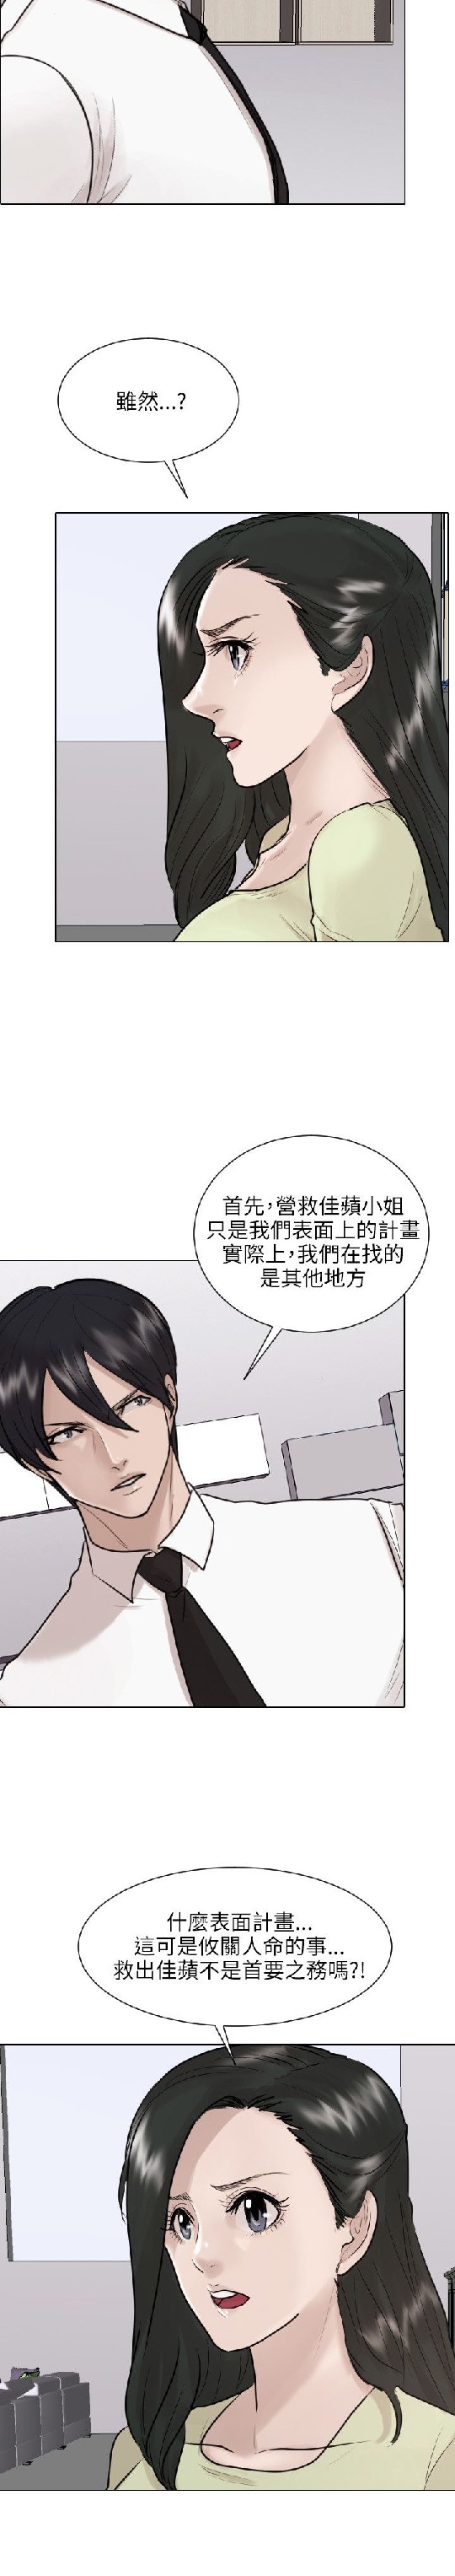 雖然...?
首先,營救佳蘋小姐
只是我們表面上的計畫
實際上,我們在找的
是其他地方
什麼表面計畫...
這可是攸關人命的事...
救出佳蘋不是首要之務嗎?!